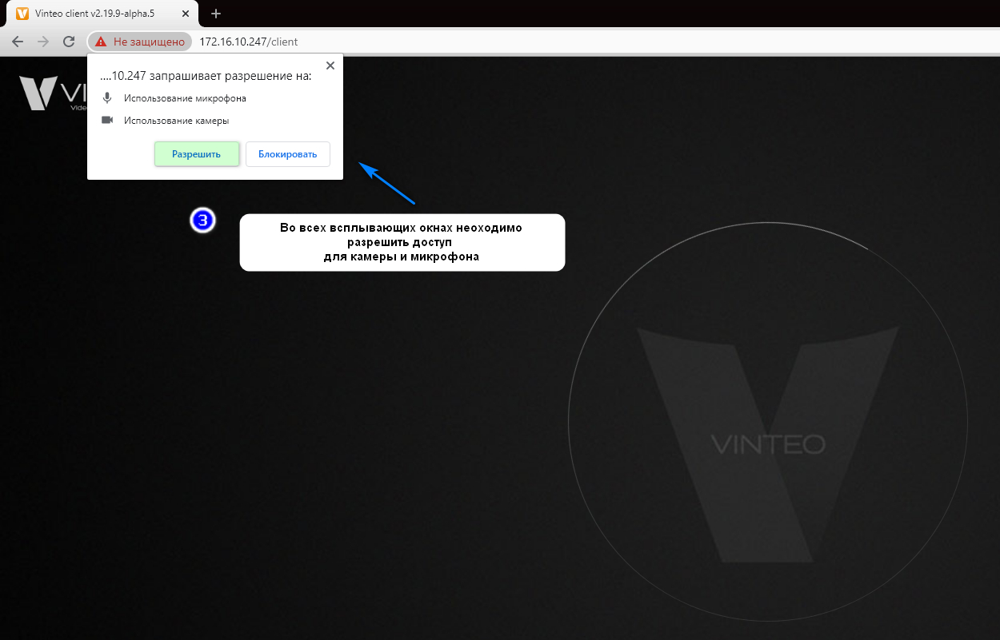 Vinteo client v2.19.9-alpha.5
Не защищено 172.16.10.247/client
VI
Vide
....10.247 запрашивает разрешение на:
Использование микрофона
Использование камеры
Разрешить Блокировать
3
Во всех всплывающих окнах неоходимо
разрешить доступ
для камеры и микрофона
VINTEO